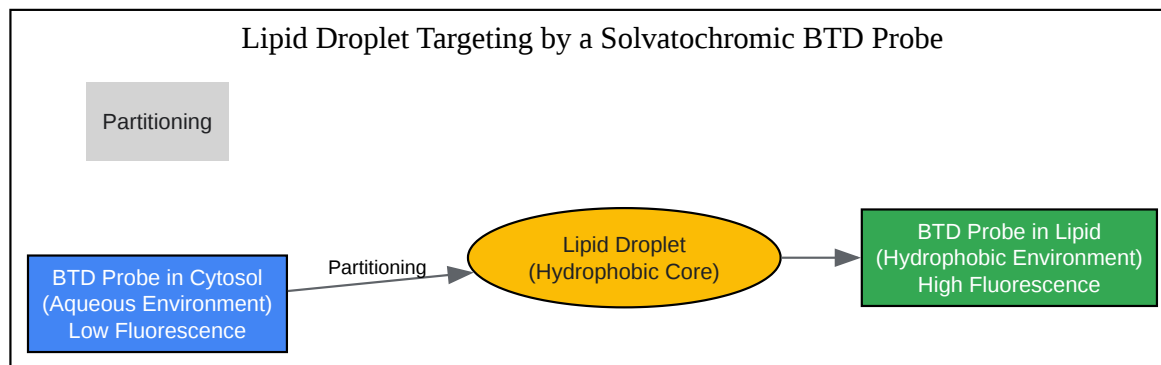 Lipid Droplet Targeting by a Solvatochromic BTD Probe
Partitioning
BTD Probe in Cytosol
(Aqueous Environment)
Low Fluorescence
Partitioning
Lipid Droplet
(Hydrophobic Core)
BTD Probe in Lipid
(Hydrophobic Environment)
High Fluorescence